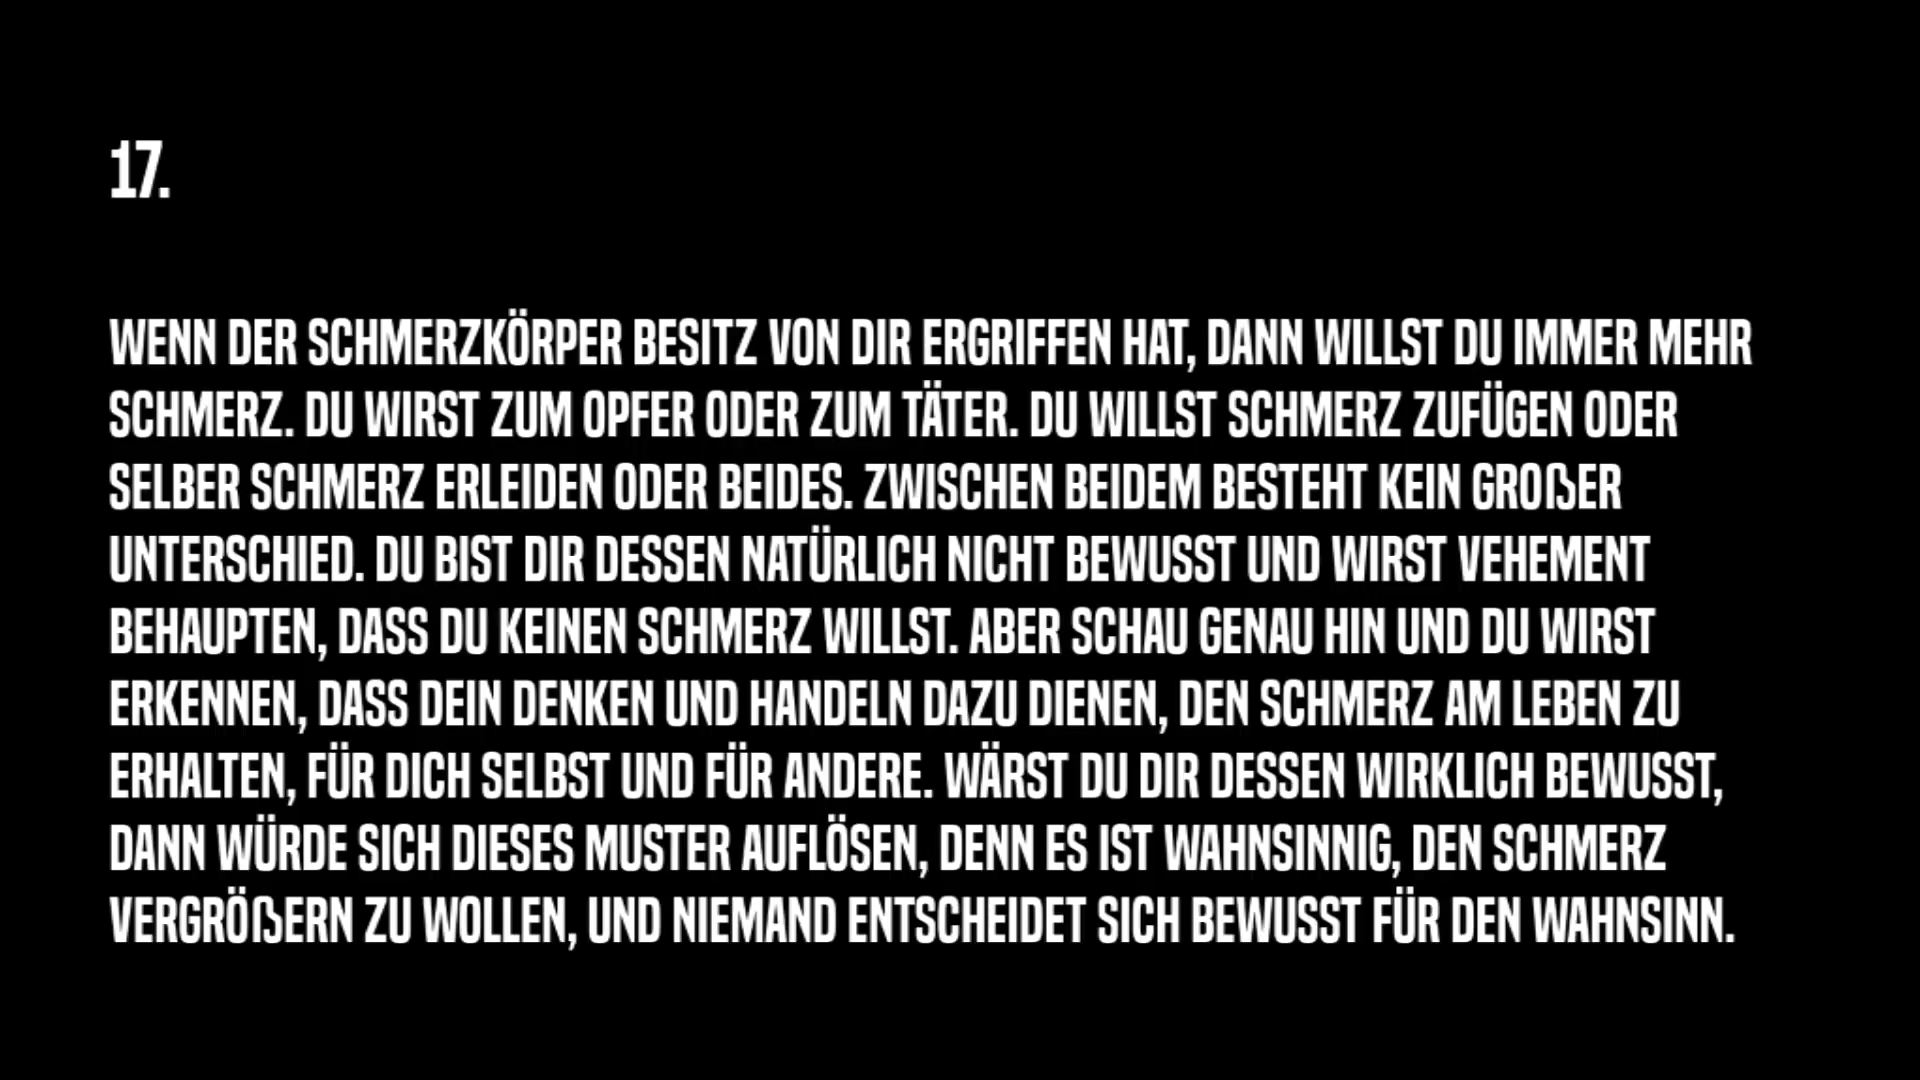 17.
WENN DER SCHMERZKÖRPER BESITZ VON DIR ERGRIFFEN HAT, DANN WILLST DU IMMER MEHR
SCHMERZ. DU WIRST ZUM OPFER ODER ZUM TÄTER. DU WILLST SCHMERZ ZUFÜGEN ODER
SELBER SCHMERZ ERLEIDEN ODER BEIDES. ZWISCHEN BEIDEM BESTEHT KEIN GROßER
UNTERSCHIED. DU BIST DIR DESSEN NATÜRLICH NICHT BEWUSST UND WIRST VEHEMENT
BEHAUPTEN, DASS DU KEINEN SCHMERZ WILLST. ABER SCHAU GENAU HIN UND DU WIRST
ERKENNEN, DASS DEIN DENKEN UND HANDELN DAZU DIENEN, DEN SCHMERZ AM LEBEN ZU
ERHALTEN, FÜR DICH SELBST UND FÜR ANDERE. WÄRST DU DIR DESSEN WIRKLICH BEWUSST,
DANN WÜRDE SICH DIESES MUSTER AUFLÖSEN, DENN ES IST WAHNSINNIG, DEN SCHMERZ
VERGRÖßERN ZU WOLLEN, UND NIEMAND ENTSCHEIDET SICH BEWUSST FÜR DEN WAHNSINN.